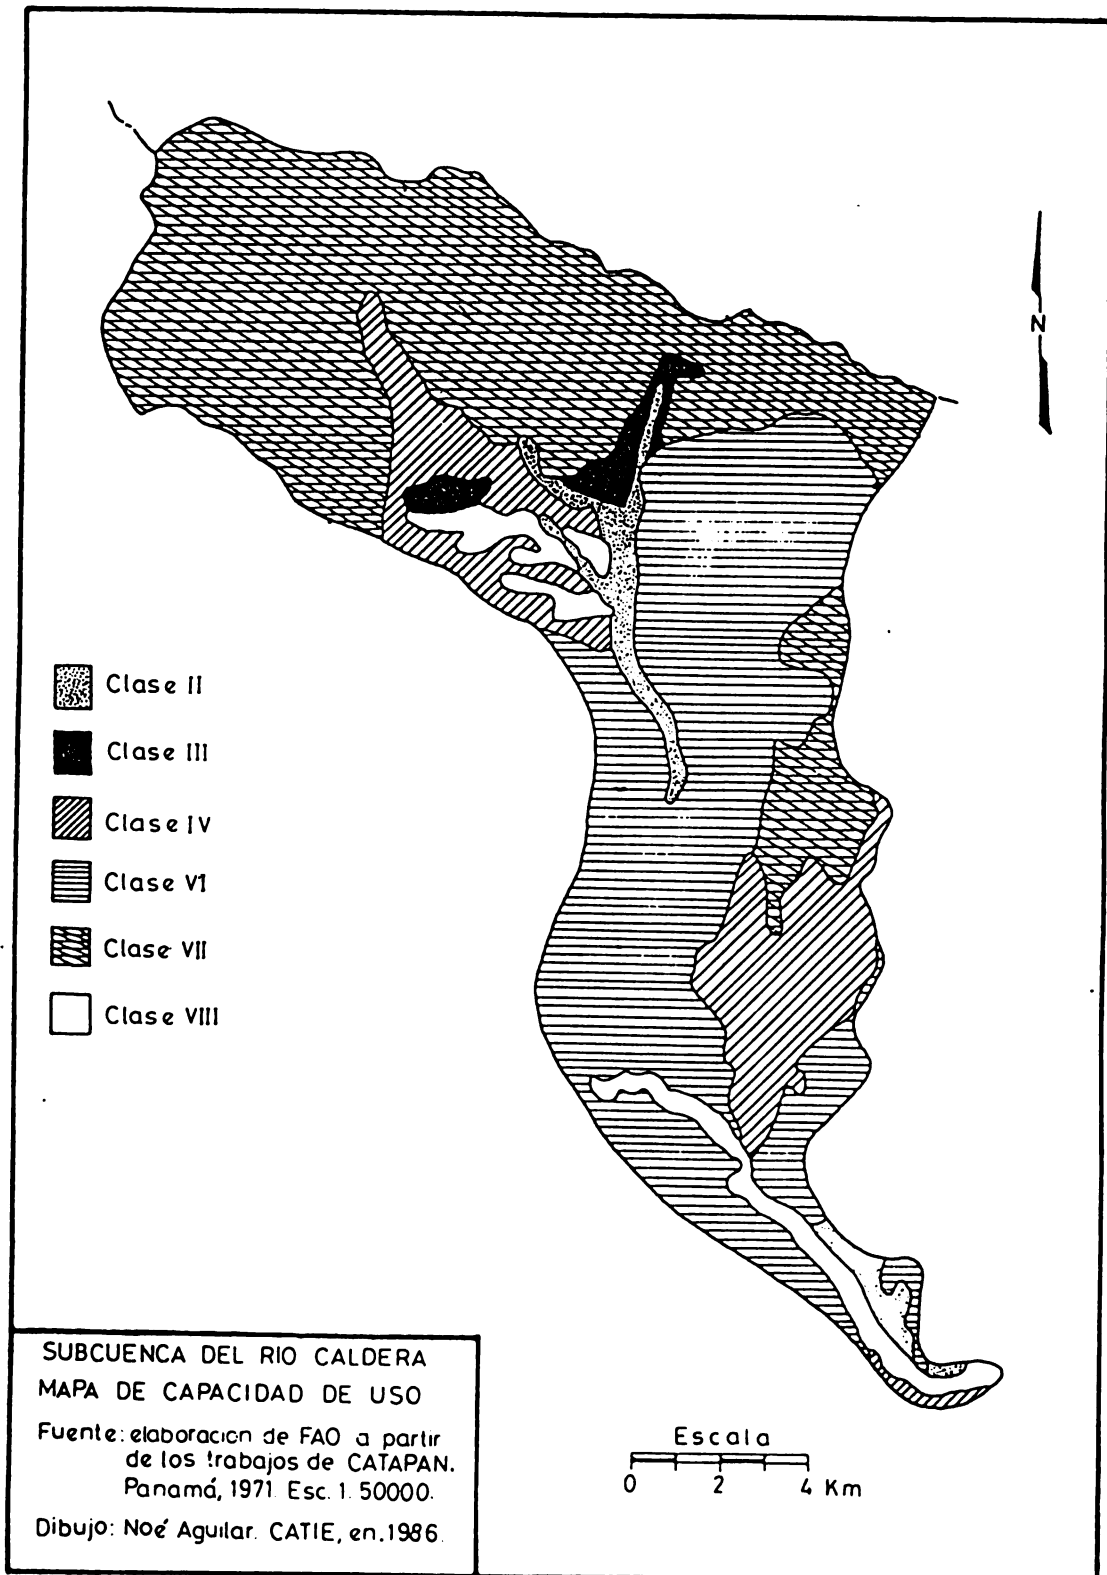 N
Clase II
Clase III
Clase IV
Clase VI
Clase VII
Clase VIII
SUBCUENCA DEL RIO CALDERA
MAPA DE CAPACIDAD DE USO
Fuente: elaboracion de FAO a partir
de los trabajos de CATAPAN.
Panamá, 1971. Esc. 1. 50000.
Dibujo: Noé Aguilar. CATIE, en. 1986.
Escala
0 2 4 Km